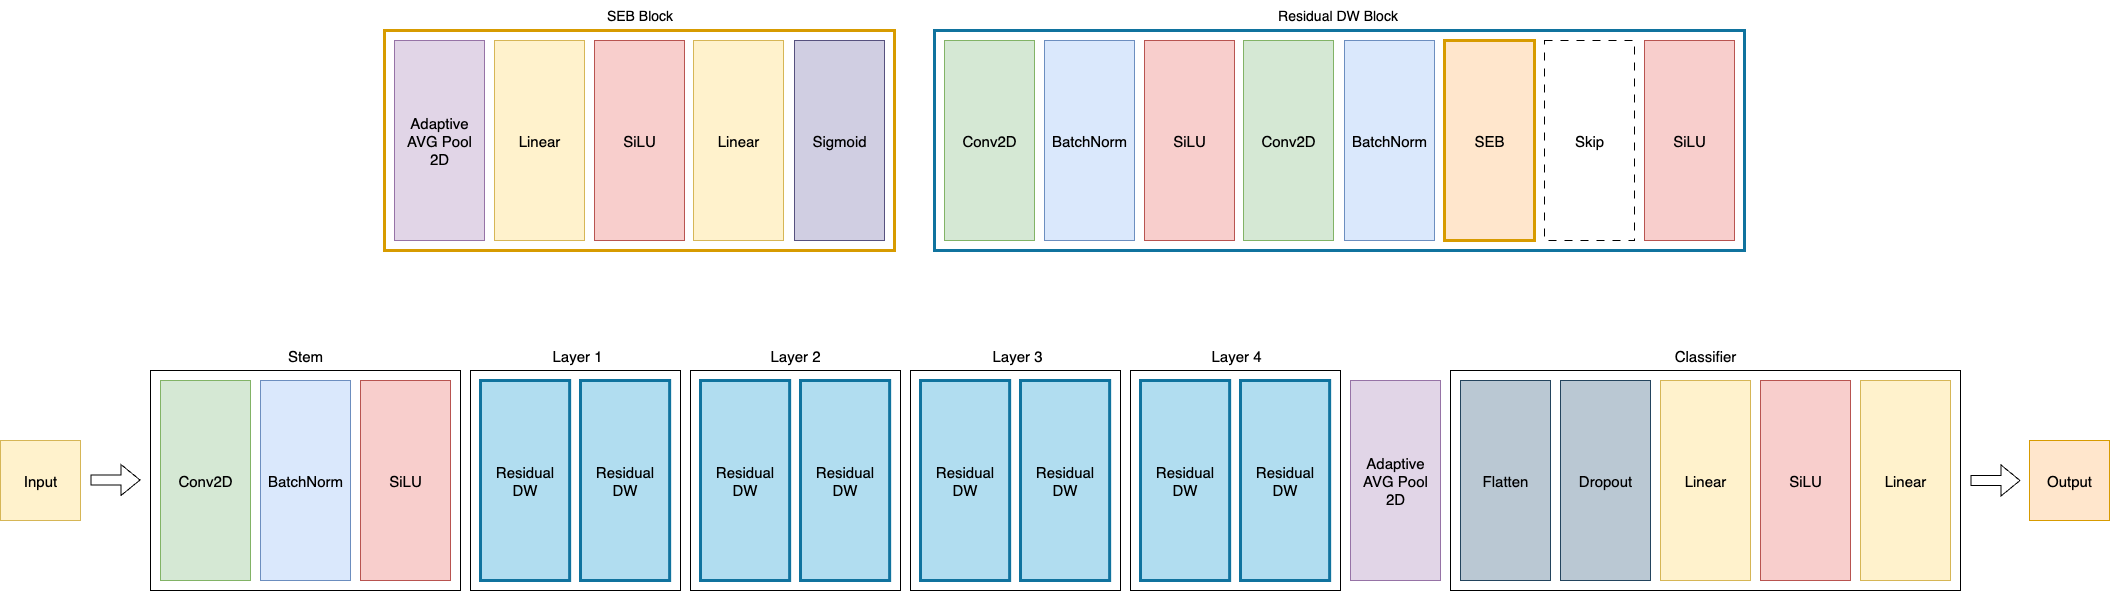 SEB Block
Adaptive
AVG Pool
2D
Linear
SiLU
Linear
Sigmoid
Residual DW Block
Conv2D
BatchNorm
SiLU
Conv2D
BatchNorm
SEB
Skip
SiLU
Input
Stem
Conv2D
BatchNorm
SiLU
Layer 1
Residual
DW
Residual
DW
Layer 2
Residual
DW
Residual
DW
Layer 3
Residual
DW
Residual
DW
Layer 4
Residual
DW
Residual
DW
Adaptive
AVG Pool
2D
Classifier
Flatten
Dropout
Linear
SiLU
Linear
Output